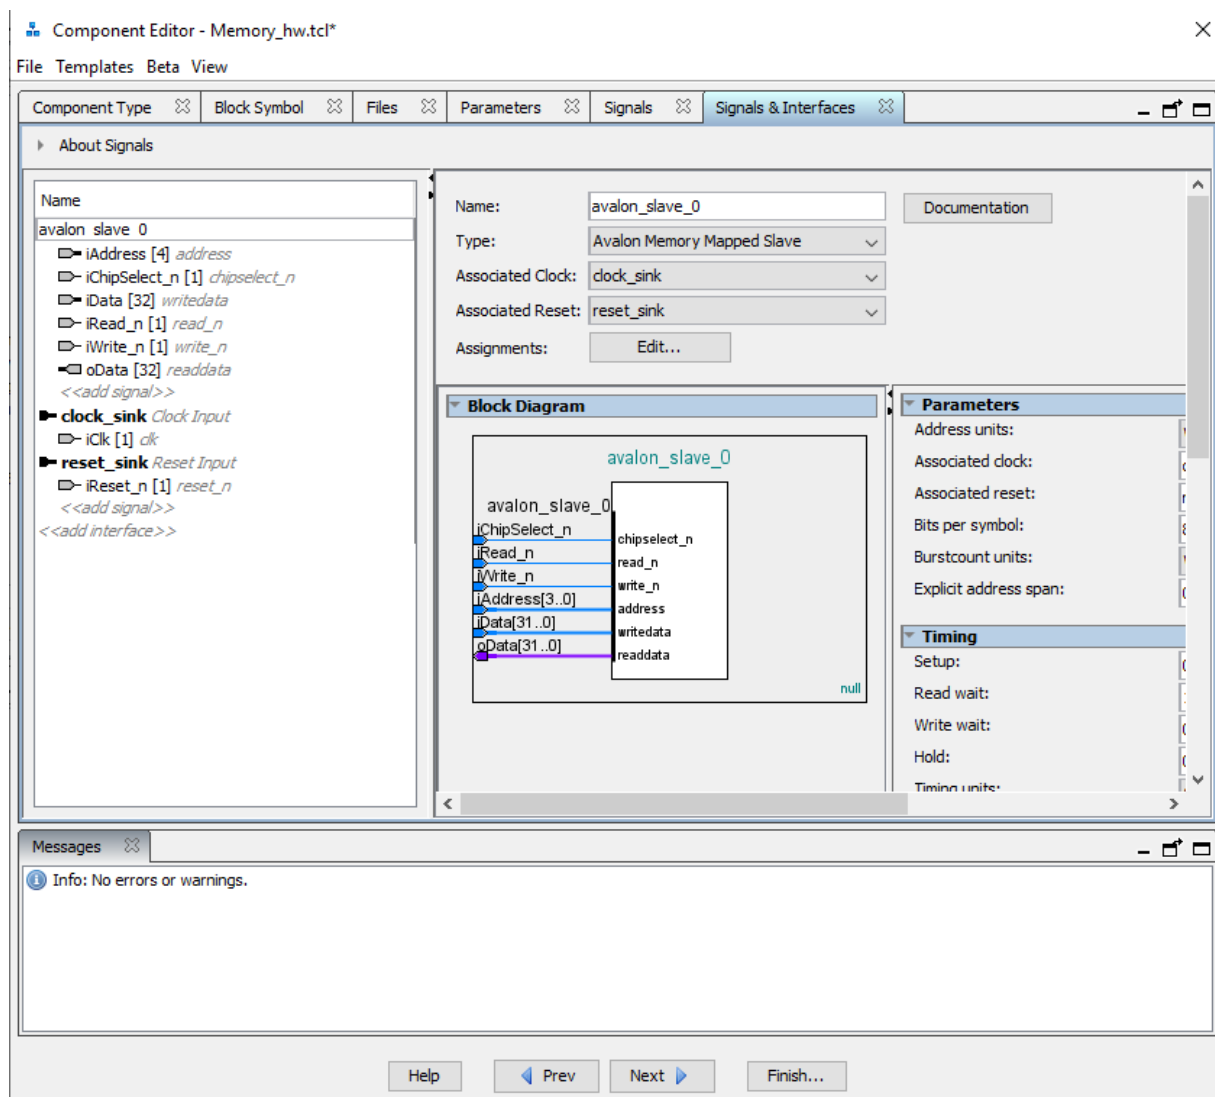 Component Editor - Memory_hw.tcl*
File Templates Beta View
Component Type Block Symbol Files Parameters Signals Signals & Interfaces
About Signals
Name
avalon_slave_0
iAddress [4] address
iChipSelect_n [1] chipselect_n
iData [32] writedata
iRead_n [1] read_n
iWrite_n [1] write_n
oData [32] readdata
<<add signal>>
clock_sink Clock Input
iClk [1] clk
reset_sink Reset Input
iReset_n [1] reset_n
<<add signal>>
<<add interface>>
Name: avalon_slave_0 Documentation
Type: Avalon Memory Mapped Slave
Associated Clock: clock_sink
Associated Reset: reset_sink
Assignments: Edit...
Block Diagram
avalon_slave_0
avalon_slave_0
iChipSelect_n chipselect_n
iRead_n read_n
iWrite_n write_n
iAddress[3..0] address
iData[31..0] writedata
oData[31..0] readdata
null
Parameters
Address units:
Associated clock:
Associated reset:
Bits per symbol:
Burstcount units:
Explicit address span:
Timing
Setup:
Read wait:
Write wait:
Hold:
Timing units:
Messages
Info: No errors or warnings.
Help Prev Next Finish...